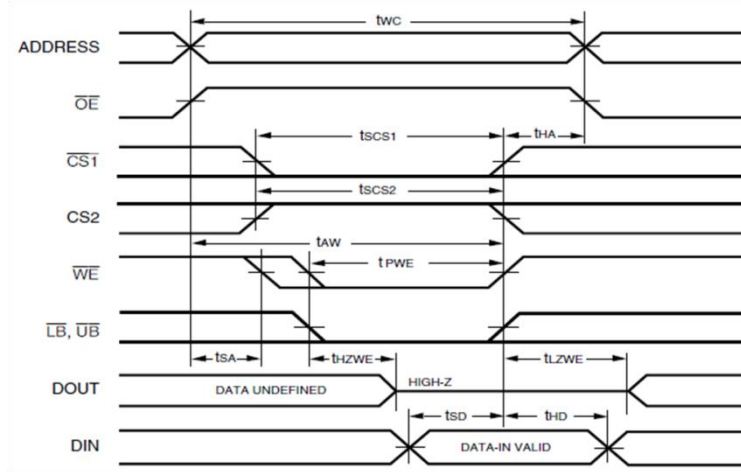 tWC
ADDRESS
OE
tSCS1
tHA
CS1
tSCS2
CS2
tAW
WE
tPWE
LB, UB
tSA
tHZWE
tLZWE
DOUT
DATA UNDEFINED
HIGH-Z
tSD
tHD
DIN
DATA-IN VALID